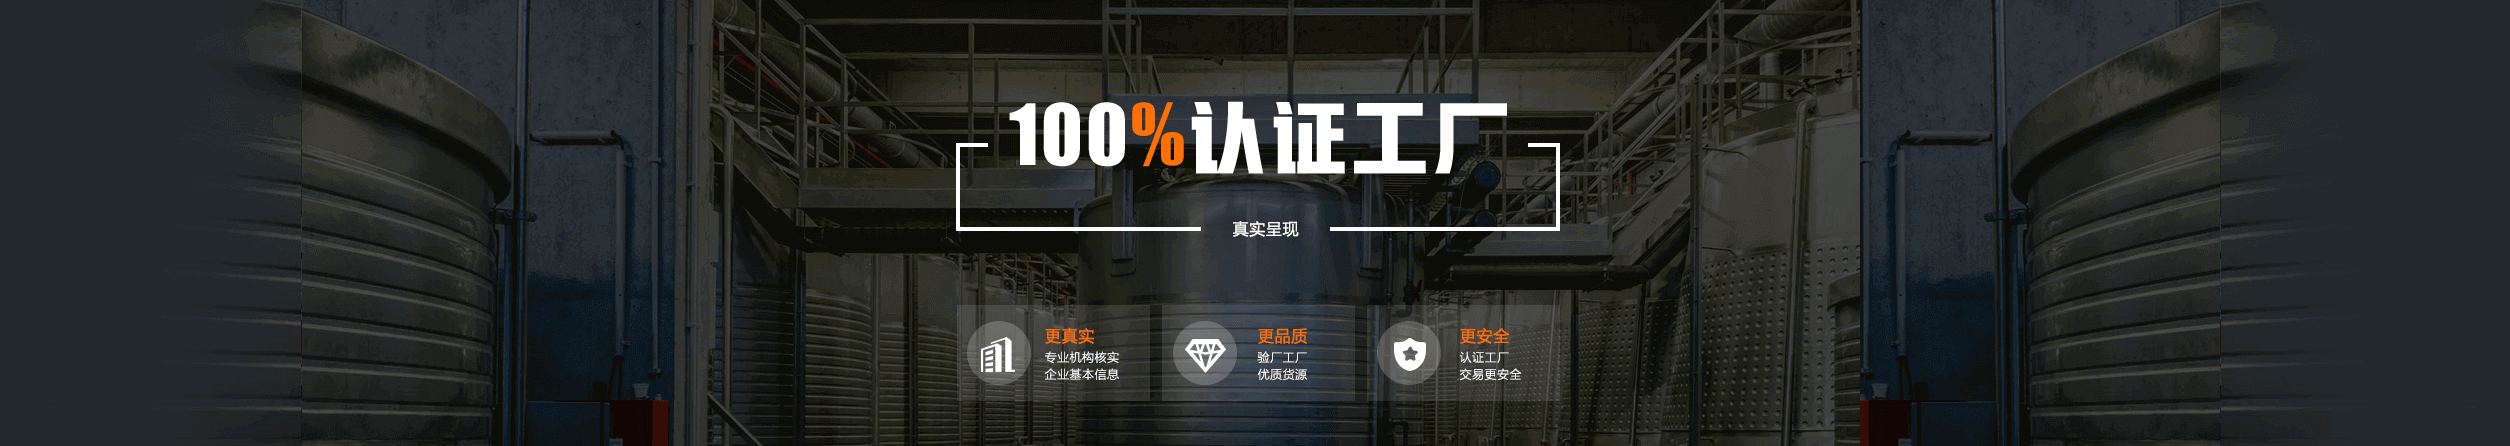 100%认证工厂
真实呈现
更真实
专业机构核实
企业基本信息
更品质
验厂工厂
优质货源
更安全
认证工厂
交易更安全